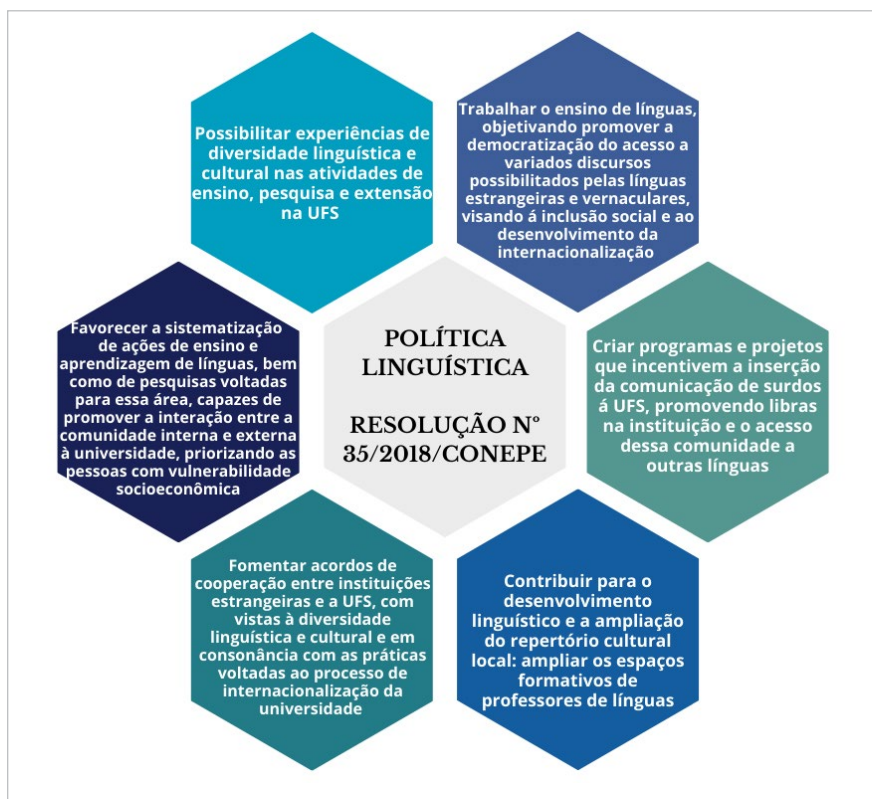 Possibilitar experiências de
diversidade linguística e
cultural nas atividades de
ensino, pesquisa e extensão
na UFS
Trabalhar o ensino de línguas,
objetivando promover a
democratização do acesso a
variados discursos
possibilitados pelas línguas
estrangeiras e vernaculares,
visando á inclusão social e ao
desenvolvimento da
internacionalização
Favorecer a sistematização
de ações de ensino e
aprendizagem de línguas, bem
como de pesquisas voltadas
para essa área, capazes de
promover a interação entre a
comunidade interna e externa
à universidade, priorizando as
pessoas com vulnerabilidade
socioeconômica
POLÍTICA
LINGUÍSTICA
RESOLUÇÃO Nº
35/2018/CONEPE
Criar programas e projetos
que incentivem a inserção
da comunicação de surdos
á UFS, promovendo libras
na instituição e o acesso
dessa comunidade a
outras línguas
Fomentar acordos de
cooperação entre instituições
estrangeiras e a UFS, com
vistas à diversidade
linguística e cultural e em
consonância com as práticas
voltadas ao processo de
internacionalização da
universidade
Contribuir para o
desenvolvimento
linguístico e a ampliação
do repertório cultural
local: ampliar os espaços
formativos de
professores de línguas